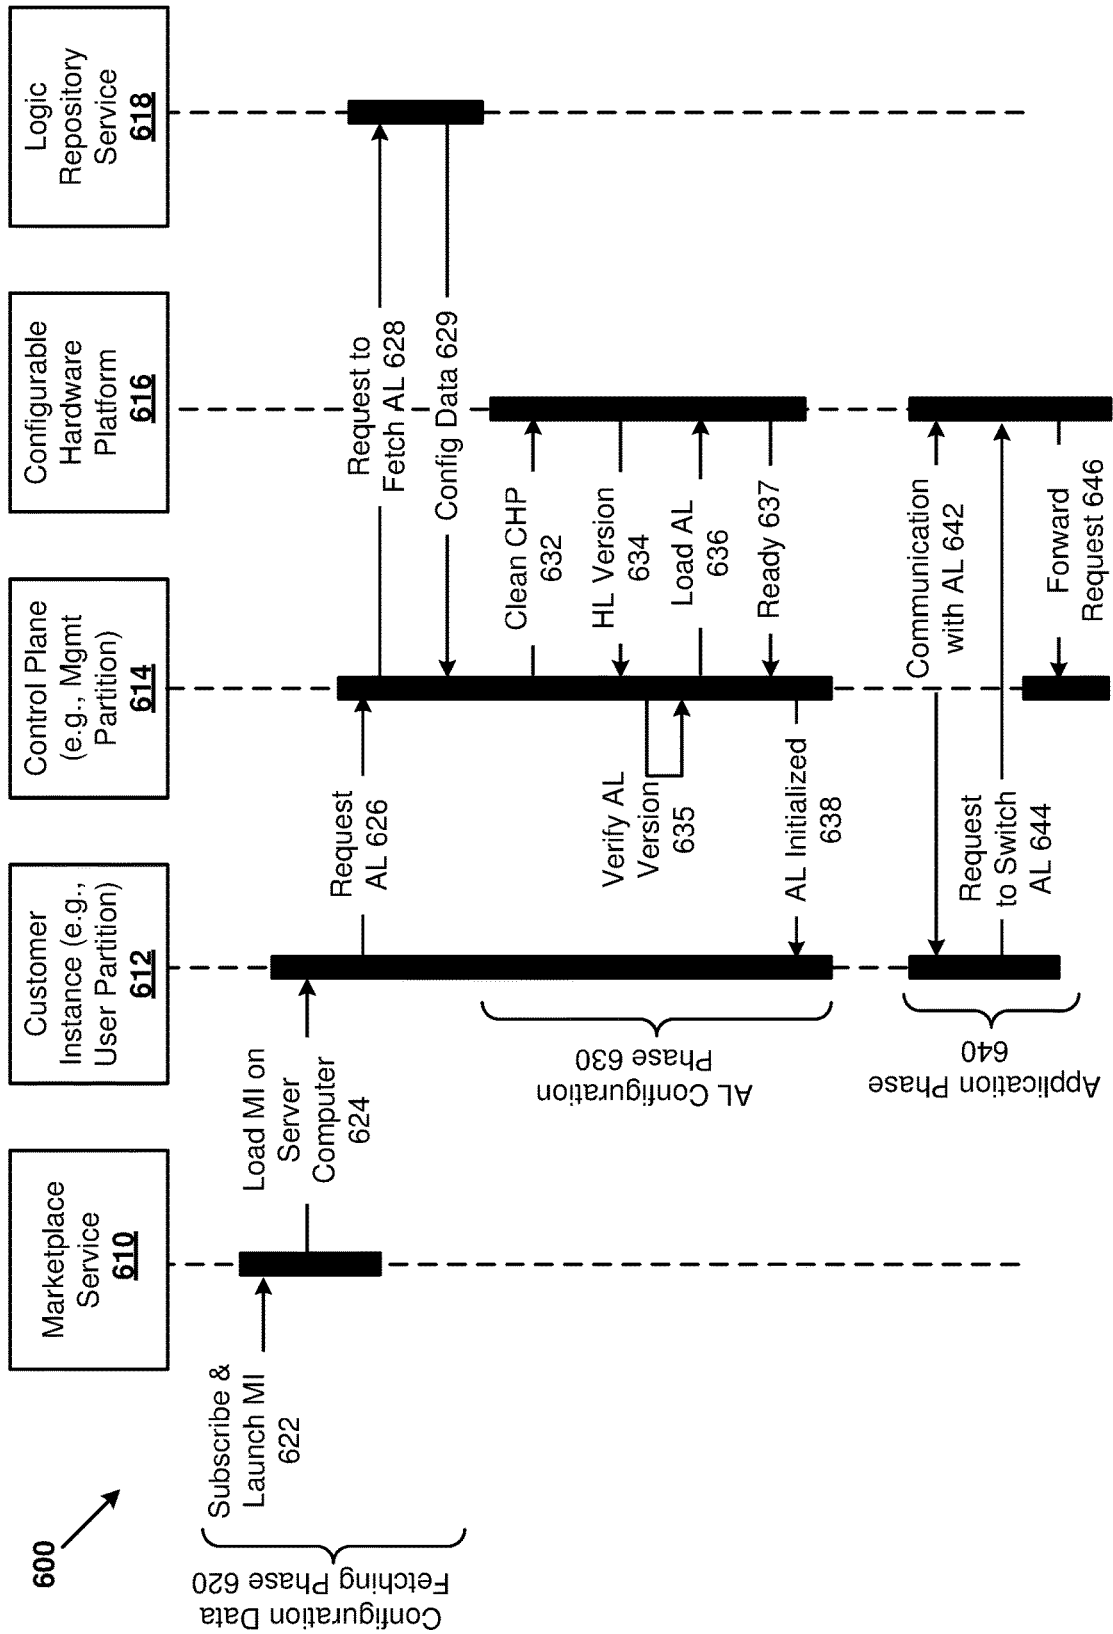 600
Marketplace
Service
610
Customer
Instance (e.g.,
User Partition)
612
Control Plane
(e.g., Mgmt
Partition)
614
Configurable
Hardware
Platform
616
Logic
Repository
Service
618
Configuration Data
Fetching Phase 620
Subscribe &
Launch MI
622
Load MI on
Server
Computer
624
Request
AL 626
Request to
Fetch AL 628
Config Data 629
AL Configuration
Phase 630
Clean CHP
632
HL Version
634
Verify AL
Version
635
Load AL
636
Ready 637
AL Initialized
638
Application Phase
640
Communication
with AL 642
Request
to Switch
AL 644
Forward
Request 646